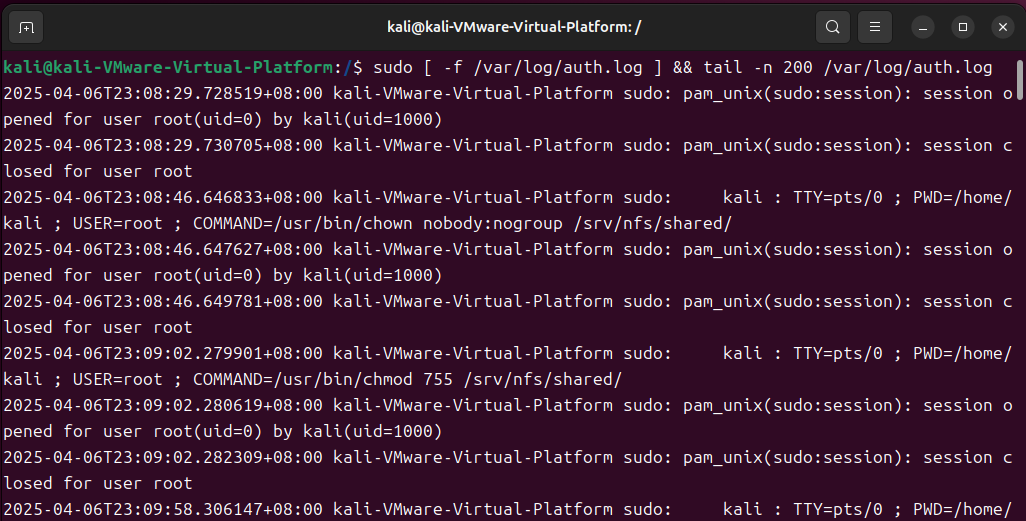 kali@kali-VMware-Virtual-Platform: /
kali@kali-VMware-Virtual-Platform:/$ sudo [ -f /var/log/auth.log ] && tail -n 200 /var/log/auth.log
2025-04-06T23:08:29.728519+08:00 kali-VMware-Virtual-Platform sudo: pam_unix(sudo:session): session o
pened for user root(uid=0) by kali(uid=1000)
2025-04-06T23:08:29.730705+08:00 kali-VMware-Virtual-Platform sudo: pam_unix(sudo:session): session c
losed for user root
2025-04-06T23:08:46.646833+08:00 kali-VMware-Virtual-Platform sudo:     kali : TTY=pts/0 ; PWD=/home/
kali ; USER=root ; COMMAND=/usr/bin/chown nobody:nogroup /srv/nfs/shared/
2025-04-06T23:08:46.647627+08:00 kali-VMware-Virtual-Platform sudo: pam_unix(sudo:session): session o
pened for user root(uid=0) by kali(uid=1000)
2025-04-06T23:08:46.649781+08:00 kali-VMware-Virtual-Platform sudo: pam_unix(sudo:session): session c
losed for user root
2025-04-06T23:09:02.279901+08:00 kali-VMware-Virtual-Platform sudo:     kali : TTY=pts/0 ; PWD=/home/
kali ; USER=root ; COMMAND=/usr/bin/chmod 755 /srv/nfs/shared/
2025-04-06T23:09:02.280619+08:00 kali-VMware-Virtual-Platform sudo: pam_unix(sudo:session): session o
pened for user root(uid=0) by kali(uid=1000)
2025-04-06T23:09:02.282309+08:00 kali-VMware-Virtual-Platform sudo: pam_unix(sudo:session): session c
losed for user root
2025-04-06T23:09:58.306147+08:00 kali-VMware-Virtual-Platform sudo:     kali : TTY=pts/0 ; PWD=/home/